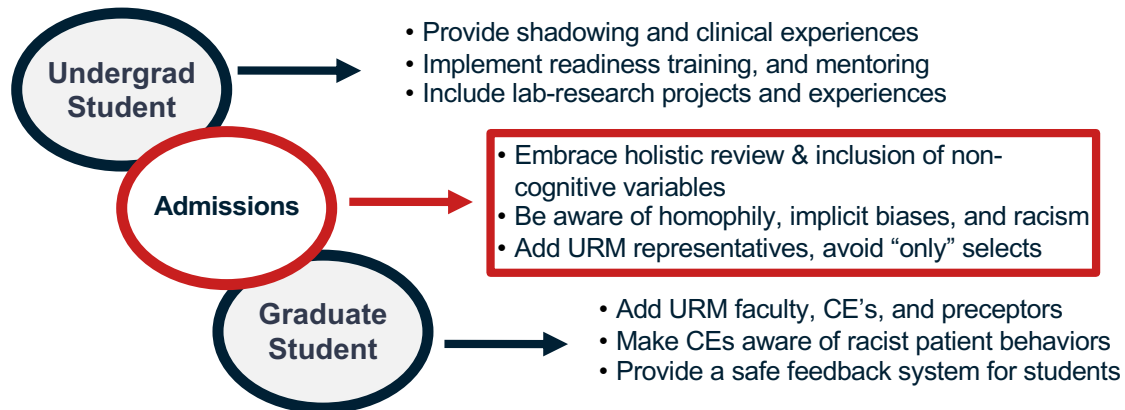 Undergrad
Student
• Provide shadowing and clinical experiences
• Implement readiness training, and mentoring
• Include lab-research projects and experiences
Admissions
• Embrace holistic review & inclusion of non-
cognitive variables
• Be aware of homophily, implicit biases, and racism
• Add URM representatives, avoid “only” selects
Graduate
Student
• Add URM faculty, CE's, and preceptors
• Make CEs aware of racist patient behaviors
• Provide a safe feedback system for students